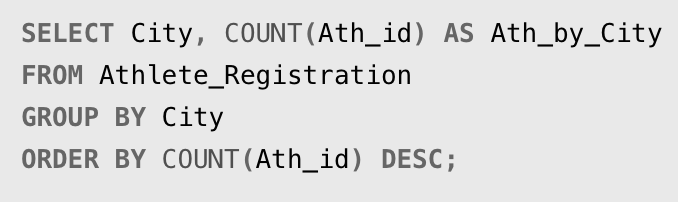 SELECT City, COUNT(Ath_id) AS Ath_by_City
FROM Athlete_Registration
GROUP BY City
ORDER BY COUNT(Ath_id) DESC;